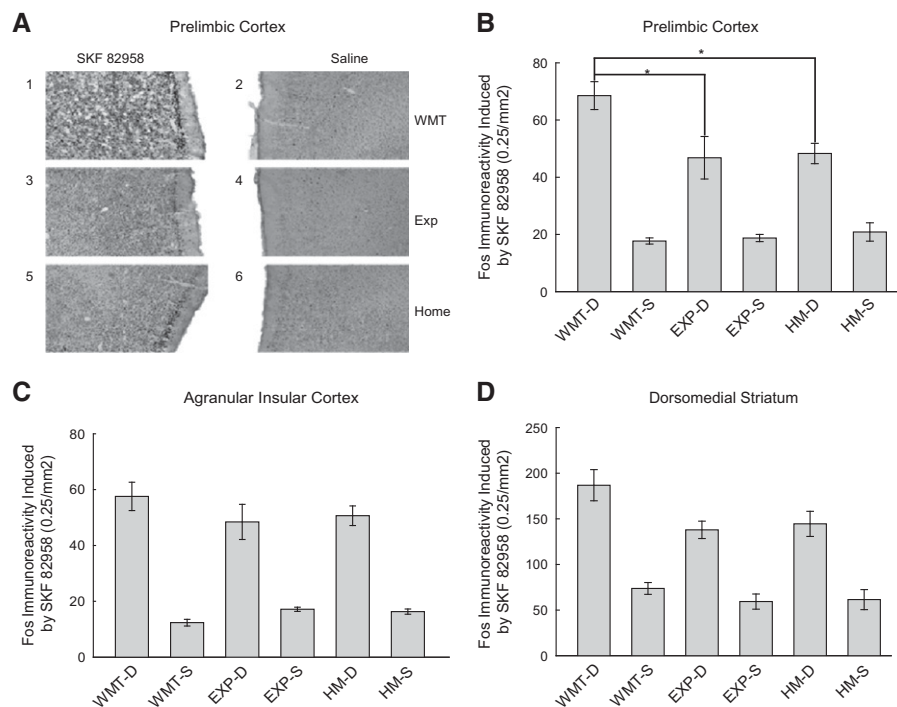 A
Prelimbic Cortex
SKF 82958
Saline
1
2
WMT
3
4
Exp
5
6
Home
B
Prelimbic Cortex
Fos Immunoreactivity Induced
by SKF 82958 (0.25/mm2)
80
60
40
20
0
*
*
WMT-D
WMT-S
EXP-D
EXP-S
HM-D
HM-S
C
Agranular Insular Cortex
Fos Immunoreactivity Induced
by SKF 82958 (0.25/mm2)
80
60
40
20
0
WMT-D
WMT-S
EXP-D
EXP-S
HM-D
HM-S
D
Dorsomedial Striatum
Fos Immunoreactivity Induced
by SKF 82958 (0.25/mm2)
250
200
150
100
50
0
WMT-D
WMT-S
EXP-D
EXP-S
HM-D
HM-S